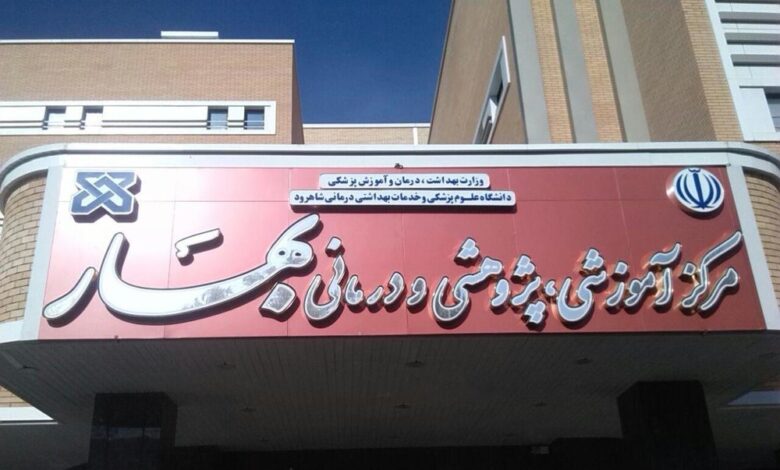 وزارت بهداشت، درمان و آموزش پزشکی
دانشگاه علوم پزشکی و خدمات بهداشتی درمانی شاهرود
مرکز آموزشی، پژوهشی و درمانی بهار